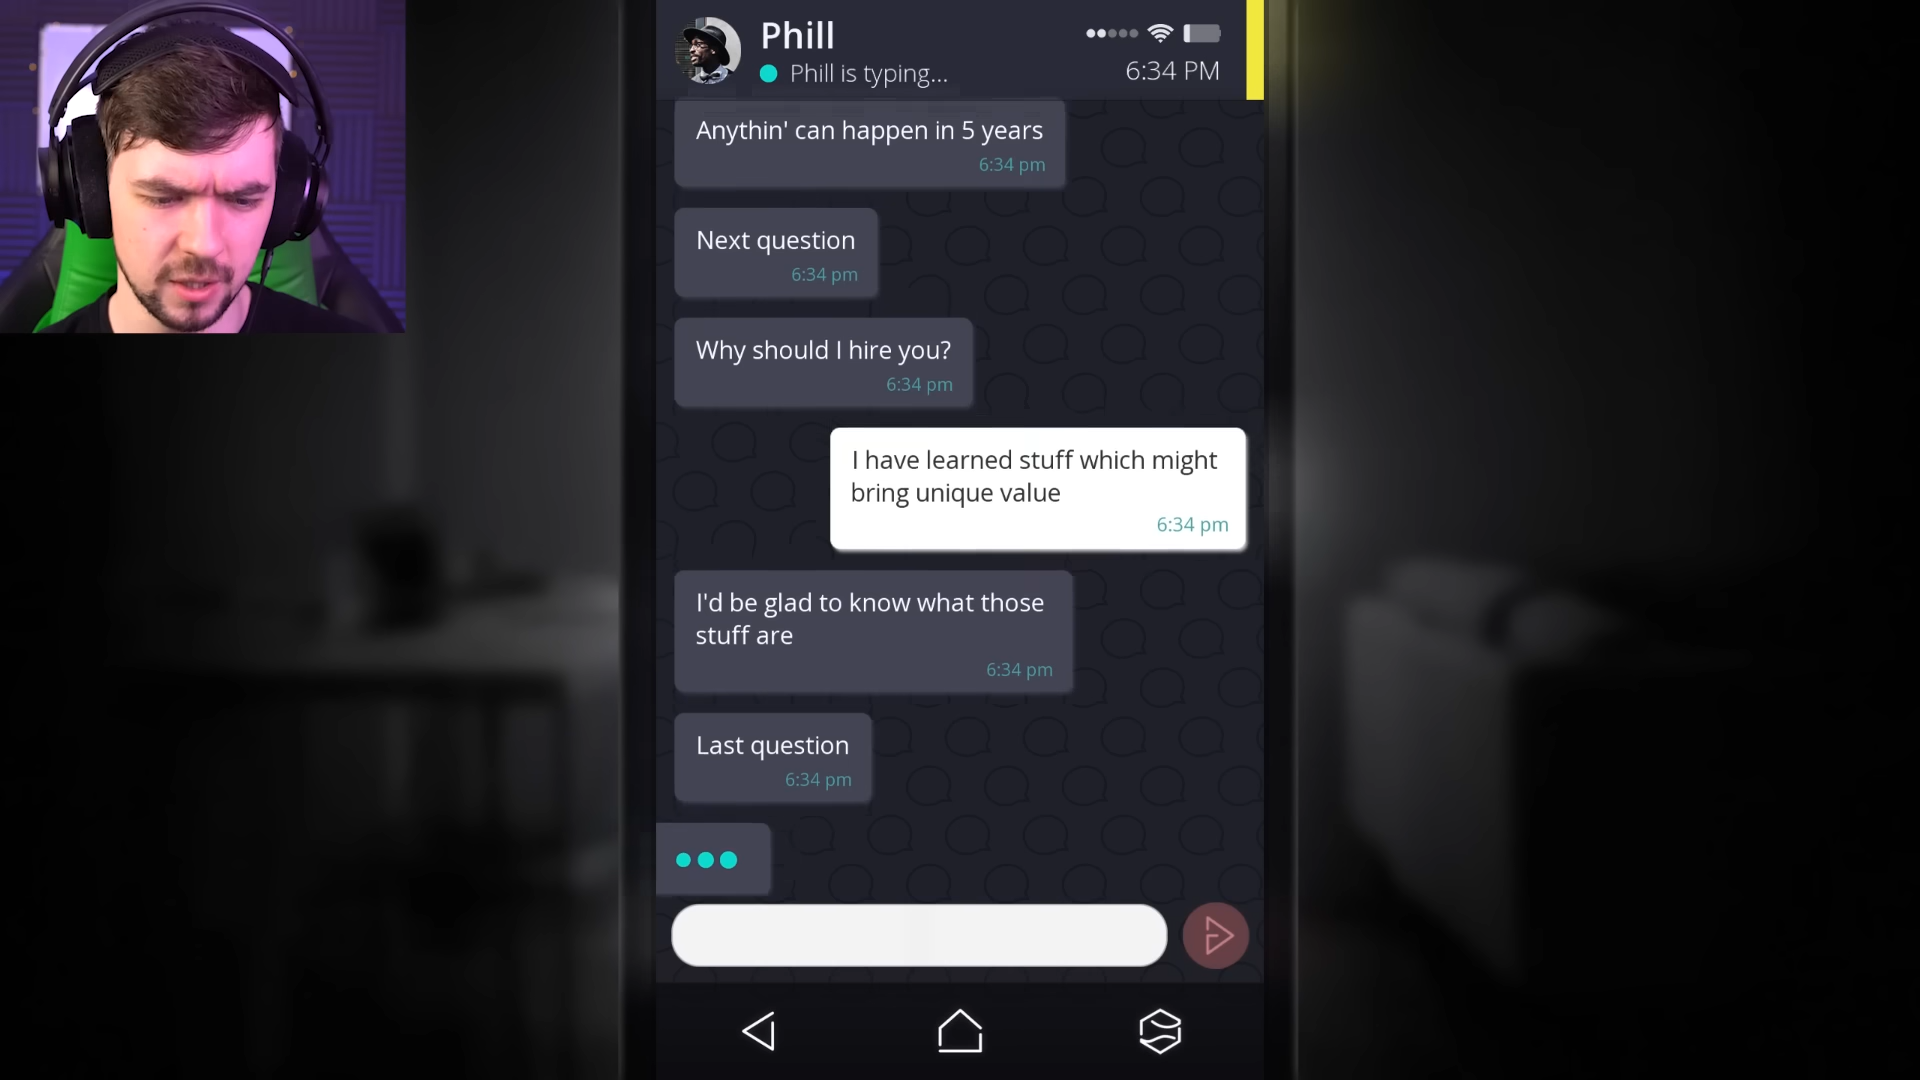 Phill
Phill is typing...
6:34 PM
Anythin' can happen in 5 years
6:34 pm
Next question
6:34 pm
Why should I hire you?
6:34 pm
I have learned stuff which might
bring unique value
6:34 pm
I'd be glad to know what those
stuff are
6:34 pm
Last question
6:34 pm